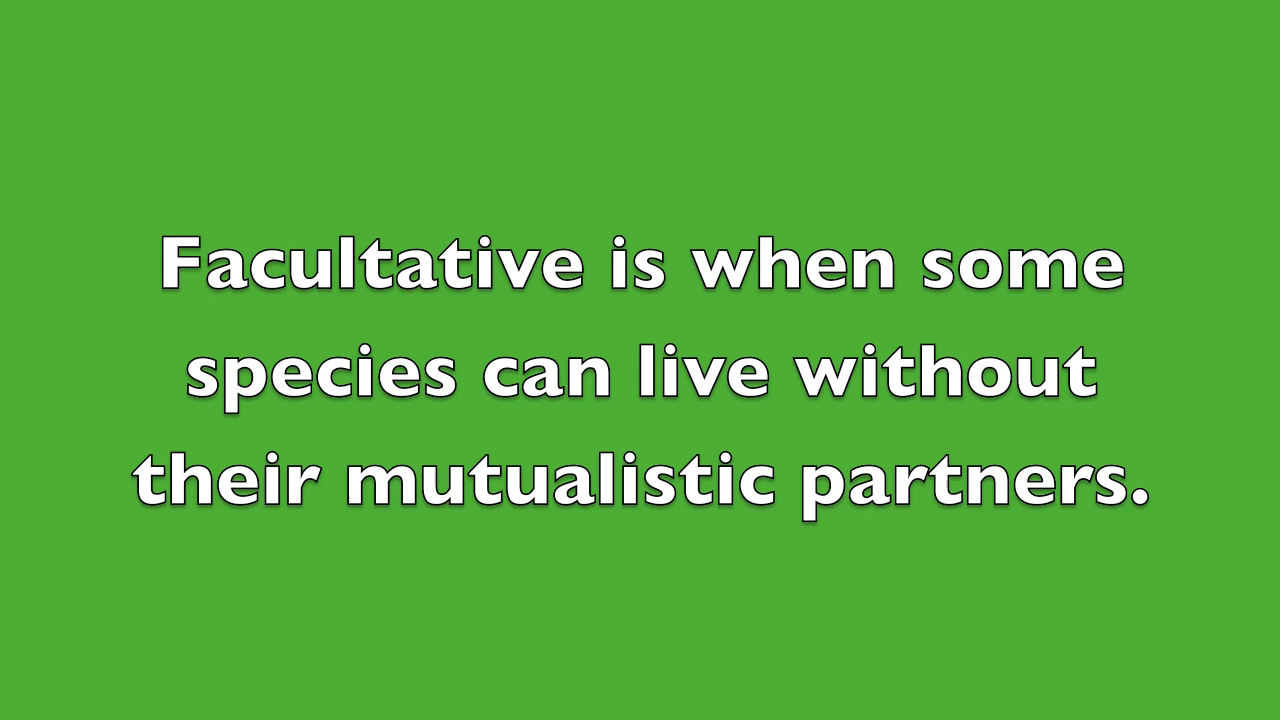 Facultative is when some
species can live without
their mutualistic partners.